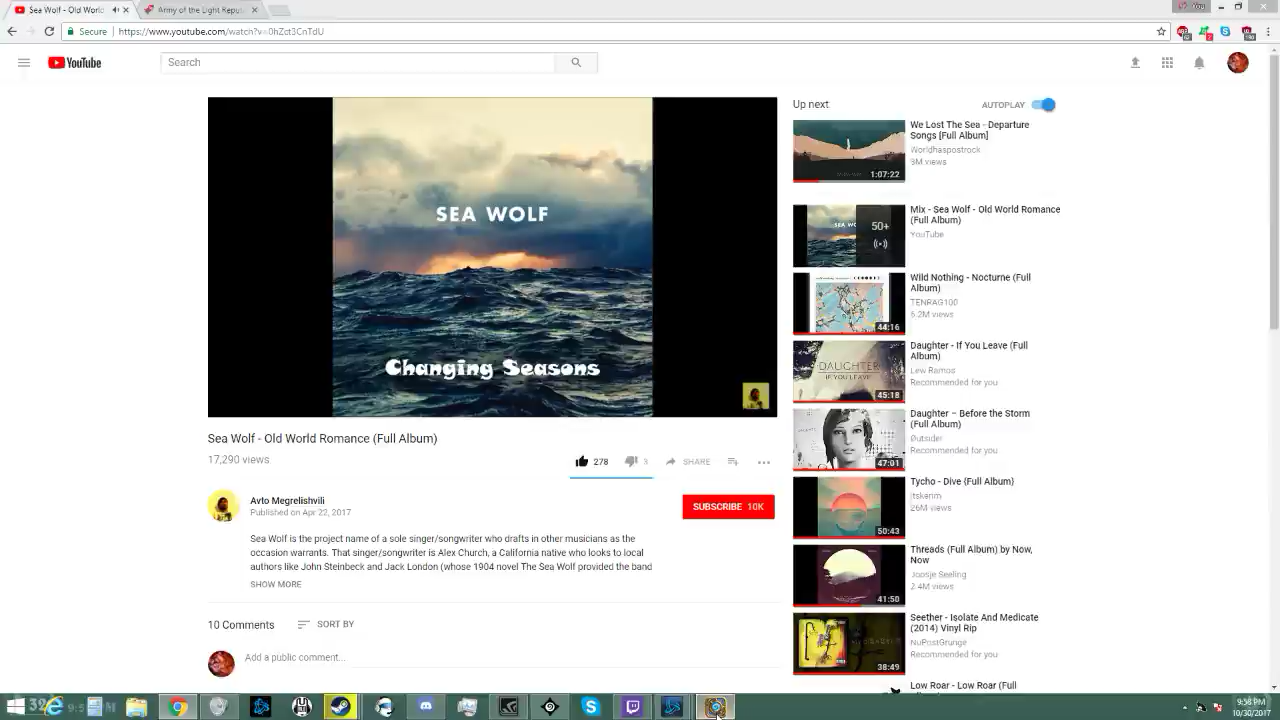 Sea Wolf - Old World
Army of the Light Reput
You
Secure
https://www.youtube.com/watch?v=0hZct3CnTdU
YouTube
Search
SEA WOLF
Changing Seasons
Sea Wolf - Old World Romance (Full Album)
17,290 views
278
3
SHARE
Avto Megrelishvili
Published on Apr 22, 2017
SUBSCRIBE 10K
Sea Wolf is the project name of a sole singer/songwriter who drafts in other musicians as the
occasion warrants. That singer/songwriter is Alex Church, a California native who looks to local
authors like John Steinbeck and Jack London (whose 1904 novel The Sea Wolf provided the band
SHOW MORE
10 Comments
SORT BY
Add a public comment...
Up next
AUTOPLAY
We Lost The Sea - Departure
Songs [Full Album]
Worldhaspostrock
3M views
1:07:22
Mix - Sea Wolf - Old World Romance
(Full Album)
YouTube
50+
Wild Nothing - Nocturne (Full
Album)
TENRAG100
44:16
Daughter - If You Leave (Full
Album)
Lew Ramos
Recommended for you
DAUGHTER
IF YOU LEAVE
45:18
Daughter – Before the Storm
(Full Album)
Outsider
Recommended for you
47:01
Tycho - Dive (Full Album)
jtskerim
26M views
50:43
Threads (Full Album) by Now,
Now
Joosje Seeling
2.4M views
41:50
Seether - Isolate And Medicate
(2014) Vinyl Rip
NuPostGrunge
Recommended for you
38:49
Low Roar - Low Roar (Full
9:58 PM
10/30/2017